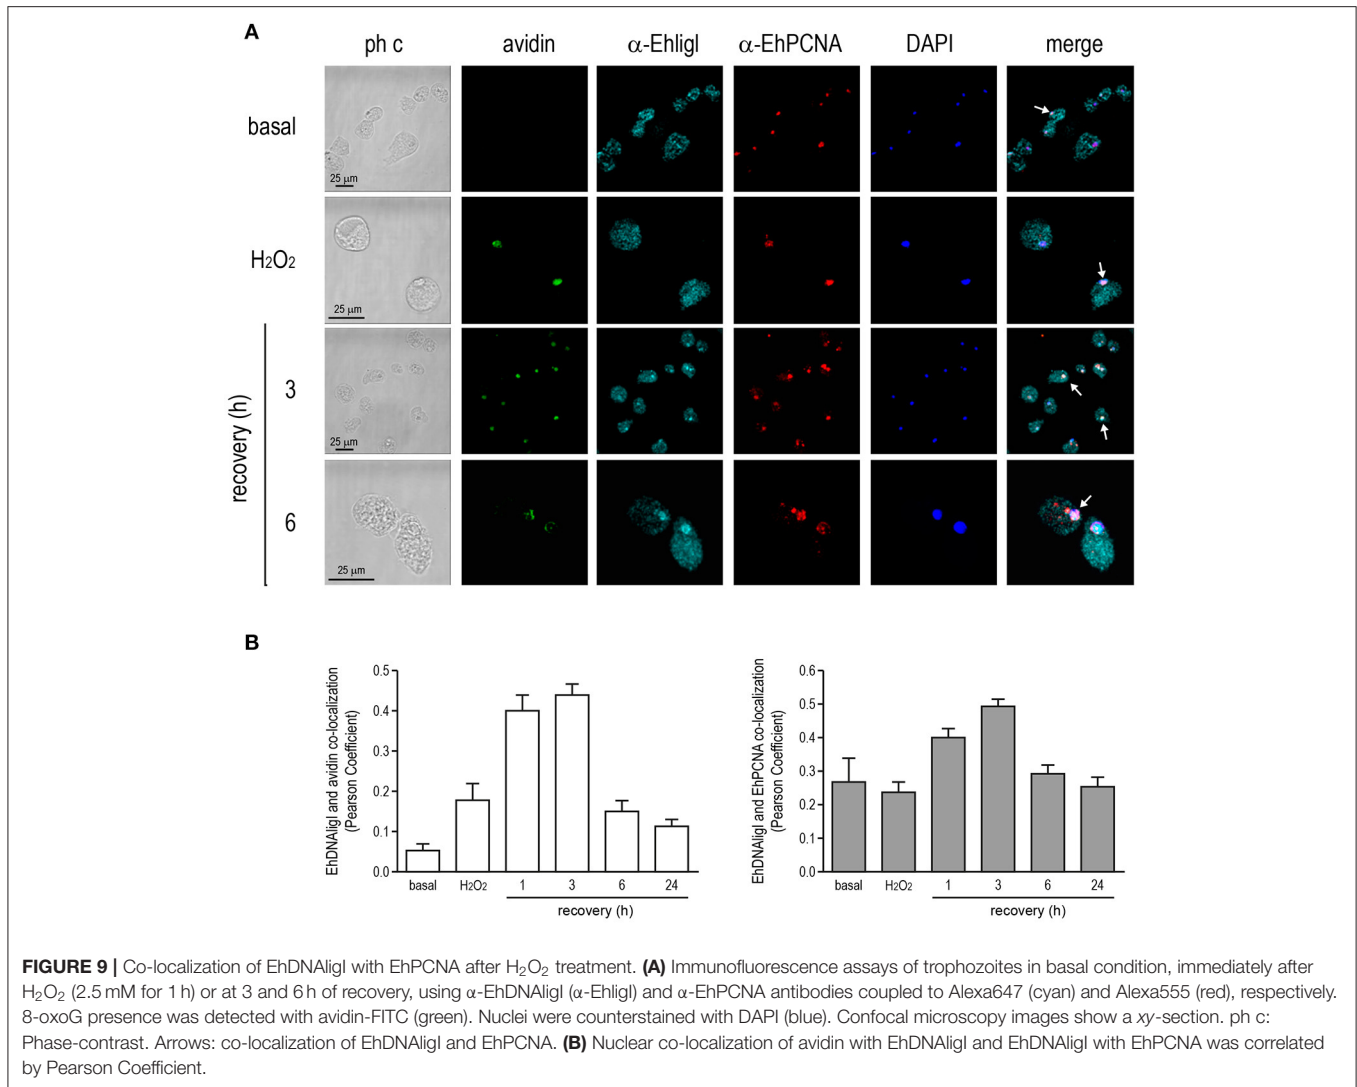 A
ph c avidin α-EhligI α-EhPCNA DAPI merge
basal
25 µm
H2O2
25 µm
recovery (h)
3
25 µm
6
25 µm
B
EhDNAligI and avidin co-localization
(Pearson Coefficient)
0.5
0.4
0.3
0.2
0.1
0.0
basal H2O2 1 3 6 24
recovery (h)
EhDNAligI and EhPCNA co-localization
(Pearson Coefficient)
0.6
0.5
0.4
0.3
0.2
0.1
0.0
basal H2O2 1 3 6 24
recovery (h)
FIGURE 9 | Co-localization of EhDNAligI with EhPCNA after H2O2 treatment. (A) Immunofluorescence assays of trophozoites in basal condition, immediately after
H2O2 (2.5 mM for 1 h) or at 3 and 6 h of recovery, using α-EhDNAligI (α-EhligI) and α-EhPCNA antibodies coupled to Alexa647 (cyan) and Alexa555 (red), respectively.
8-oxoG presence was detected with avidin-FITC (green). Nuclei were counterstained with DAPI (blue). Confocal microscopy images show a xy-section. ph c:
Phase-contrast. Arrows: co-localization of EhDNAligI and EhPCNA. (B) Nuclear co-localization of avidin with EhDNAligI and EhDNAligI with EhPCNA was correlated
by Pearson Coefficient.